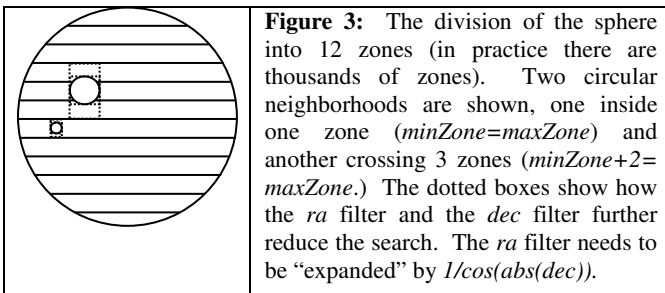 Figure 3: The division of the sphere
into 12 zones (in practice there are
thousands of zones). Two circular
neighborhoods are shown, one inside
one zone (minZone=maxZone) and
another crossing 3 zones (minZone+2=
maxZone.) The dotted boxes show how
the ra filter and the dec filter further
reduce the search. The ra filter needs to
be “expanded” by 1/cos(abs(dec)).